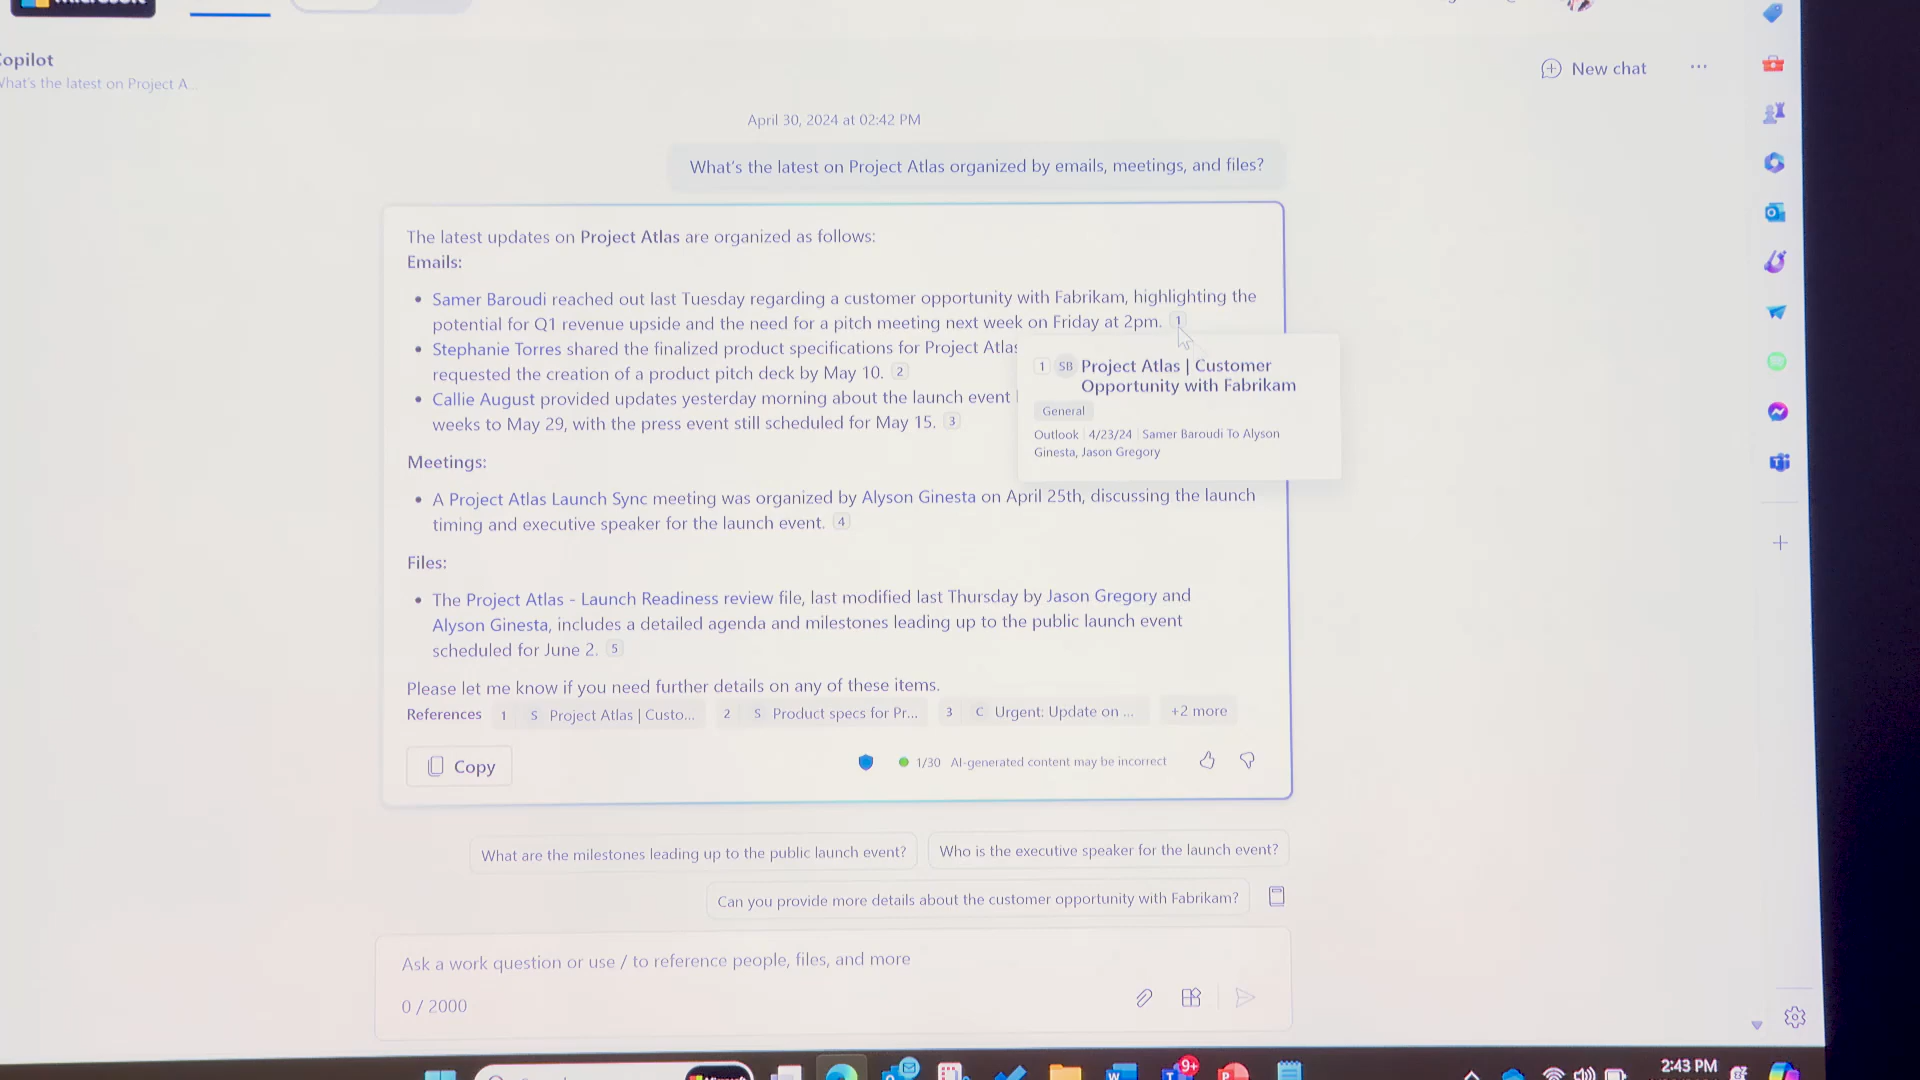 Microsoft
Copilot
What's the latest on Project A...
New chat
April 30, 2024 at 02:42 PM
What's the latest on Project Atlas organized by emails, meetings, and files?
The latest updates on Project Atlas are organized as follows:
Emails:
• Samer Baroudi reached out last Tuesday regarding a customer opportunity with Fabrikam, highlighting the
potential for Q1 revenue upside and the need for a pitch meeting next week on Friday at 2pm. 1
• Stephanie Torres shared the finalized product specifications for Project Atlas
requested the creation of a product pitch deck by May 10. 2
• Callie August provided updates yesterday morning about the launch event
weeks to May 29, with the press event still scheduled for May 15. 3
1 SB Project Atlas | Customer
Opportunity with Fabrikam
General
Outlook | 4/23/24 | Samer Baroudi To Alyson
Ginesta, Jason Gregory
Meetings:
• A Project Atlas Launch Sync meeting was organized by Alyson Ginesta on April 25th, discussing the launch
timing and executive speaker for the launch event. 4
Files:
• The Project Atlas - Launch Readiness review file, last modified last Thursday by Jason Gregory and
Alyson Ginesta, includes a detailed agenda and milestones leading up to the public launch event
scheduled for June 2. 5
Please let me know if you need further details on any of these items.
References 1 S Project Atlas | Custo... 2 S Product specs for Pr... 3 C Urgent: Update on ... +2 more
Copy
1/30 AI-generated content may be incorrect
What are the milestones leading up to the public launch event?
Who is the executive speaker for the launch event?
Can you provide more details about the customer opportunity with Fabrikam?
Ask a work question or use / to reference people, files, and more
0 / 2000
9+
2:43 PM